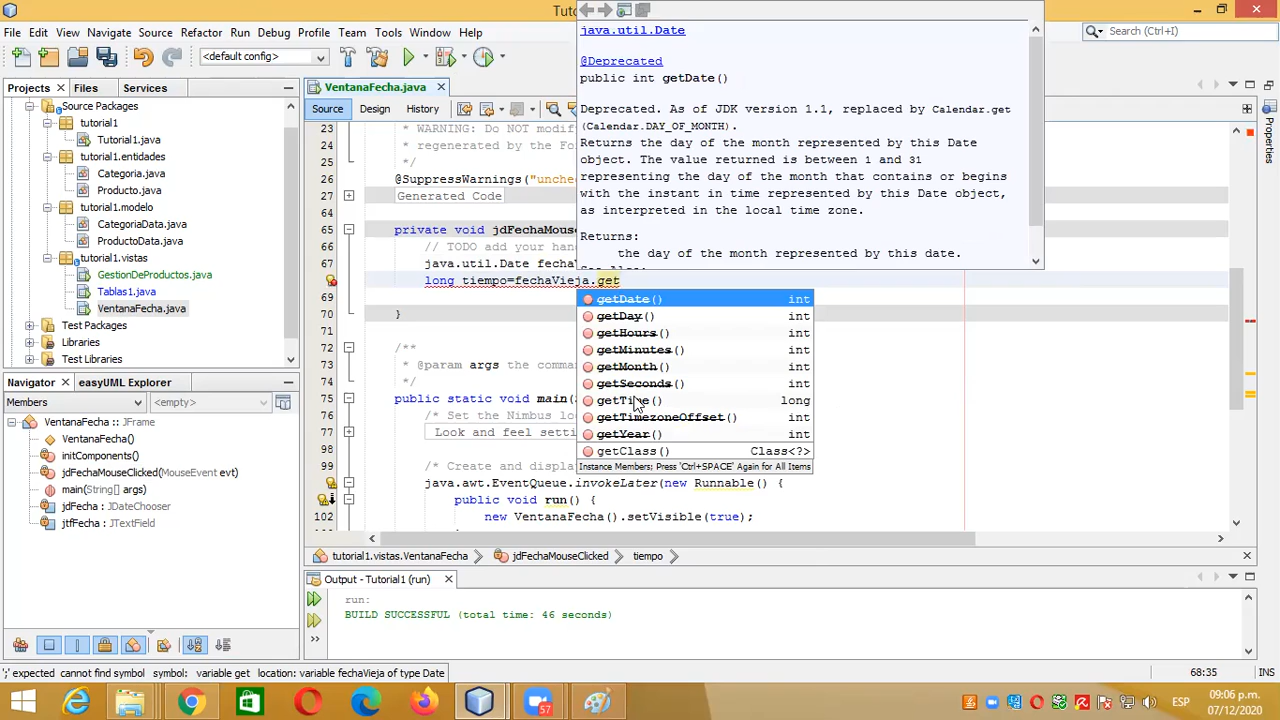 Tutor
File Edit View Navigate Source Refactor Run Debug Profile Team Tools Window Help
Search (Ctrl+I)
<default config>
Projects Files Services
Source Packages
tutorial1
Tutorial1.java
tutorial1.entidades
Categoria.java
Producto.java
tutorial1.modelo
CategoriaData.java
ProductoData.java
tutorial1.vistas
GestionDeProductos.java
Tablas1.java
VentanaFecha.java
Test Packages
Libraries
Test Libraries
Navigator easyUML Explorer
Members <empty>
VentanaFecha :: JFrame
VentanaFecha()
initComponents()
jdFechaMouseClicked(MouseEvent evt)
main(String[] args)
jdFecha : JDateChooser
jtfFecha : JTextField
VentanaFecha.java
Source Design History
23 * WARNING: Do NOT modif
24 * regenerated by the Fo
25 */
26 @SuppressWarnings("unche
27 Generated Code
64
65 private void jdFechaMous
66 // TODO add your han
67 java.util.Date fecha
long tiempo=fechaVieja.get
69
70 }
71
72 /**
73 * @param args the comma
74 */
75 public static void main(
76 /* Set the Nimbus lo
77 Look and feel setti
98
99 /* Create and displa
java.awt.EventQueue.invokeLater(new Runnable() {
public void run() {
102 new VentanaFecha().setVisible(true);
java.util.Date
@Deprecated
public int getDate()
Deprecated. As of JDK version 1.1, replaced by Calendar.get
(Calendar.DAY_OF_MONTH).
Returns the day of the month represented by this Date
object. The value returned is between 1 and 31
representing the day of the month that contains or begins
with the instant in time represented by this Date object,
as interpreted in the local time zone.
Returns:
the day of the month represented by this date.
See Also:
getDate() int
getDay() int
getHours() int
getMinutes() int
getMonth() int
getSeconds() int
getTime() long
getTimezoneOffset() int
getYear() int
getClass() Class<?>
Instance Members; Press 'Ctrl+SPACE' Again for All Items
Properties
tutorial1.vistas.VentanaFecha jdFechaMouseClicked tiempo
Output - Tutorial1 (run)
run:
BUILD SUCCESSFUL (total time: 46 seconds)
';' expected cannot find symbol symbol: variable get location: variable fechaVieja of type Date
68:35 INS
57
ESP
09:06 p.m.
07/12/2020